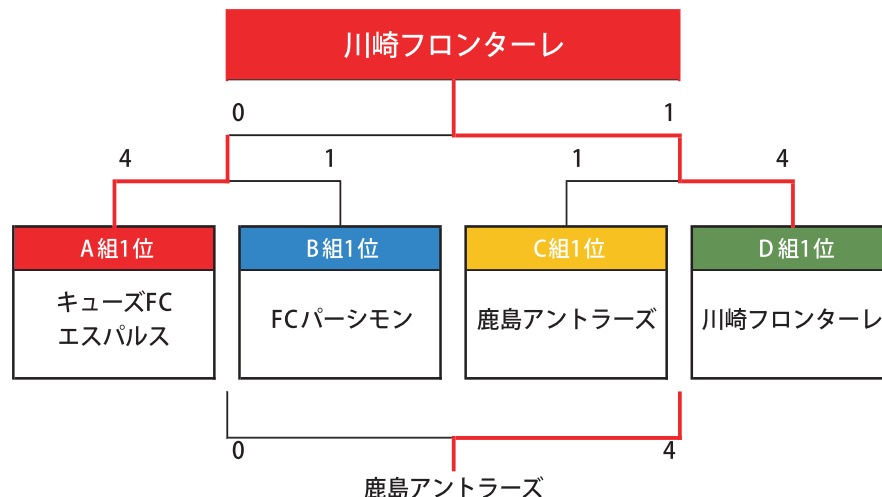 川崎フロンターレ
0
1
4
1
1
4
A組1位
B組1位
C組1位
D組1位
キューズFC
エスパルス
FCパーシモン
鹿島アントラーズ
川崎フロンターレ
0
4
鹿島アントラーズ